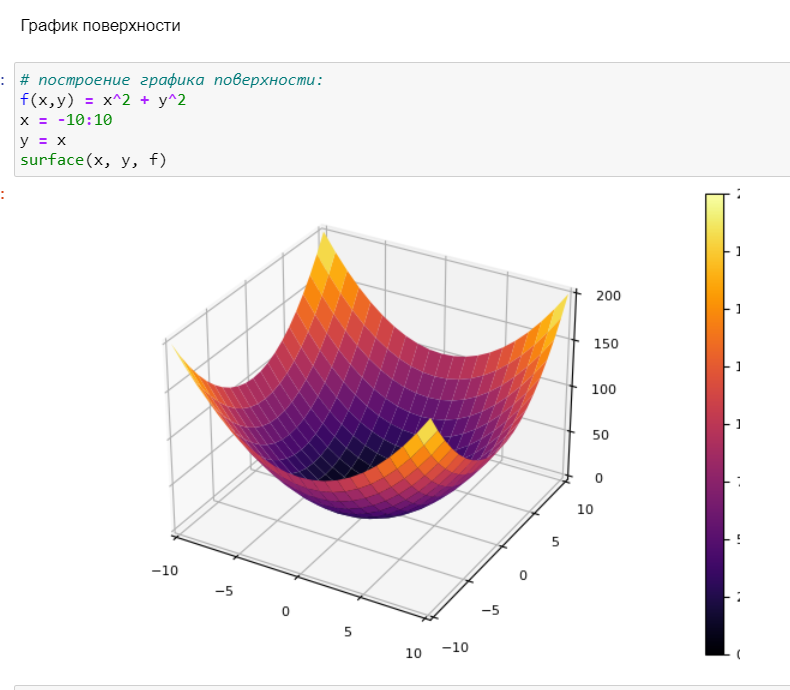 График поверхности
# построение графика поверхности:
f(x,y) = x^2 + y^2
x = -10:10
y = x
surface(x, y, f)
200
150
100
50
0
10
5
0
−5
−10
−10
−5
0
5
10